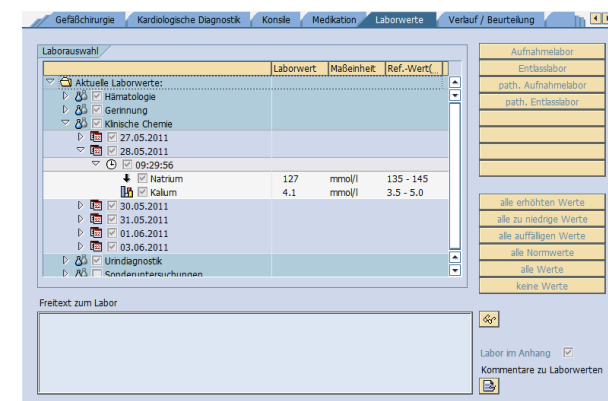 Gefäßchirurgie Kardiologische Diagnostik Konsile Medikation Laborwerte Verlauf / Beurteilung
Laborauswahl
Laborwert Maßeinheit Ref.-Wert(...
Aktuelle Laborwerte:
Hämatologie
Gerinnung
Klinische Chemie
27.05.2011
28.05.2011
09:29:56
Natrium 127 mmol/l 135 - 145
Kalium 4.1 mmol/l 3.5 - 5.0
30.05.2011
31.05.2011
01.06.2011
03.06.2011
Urindiagnostik
Sonderuntersuchungen
Aufnahmelabor
Entlasslabor
path. Aufnahmelabor
path. Entlasslabor
alle erhöhten Werte
alle zu niedrige Werte
alle auffälligen Werte
alle Normwerte
alle Werte
keine Werte
Freitext zum Labor
Labor im Anhang
Kommentare zu Laborwerten